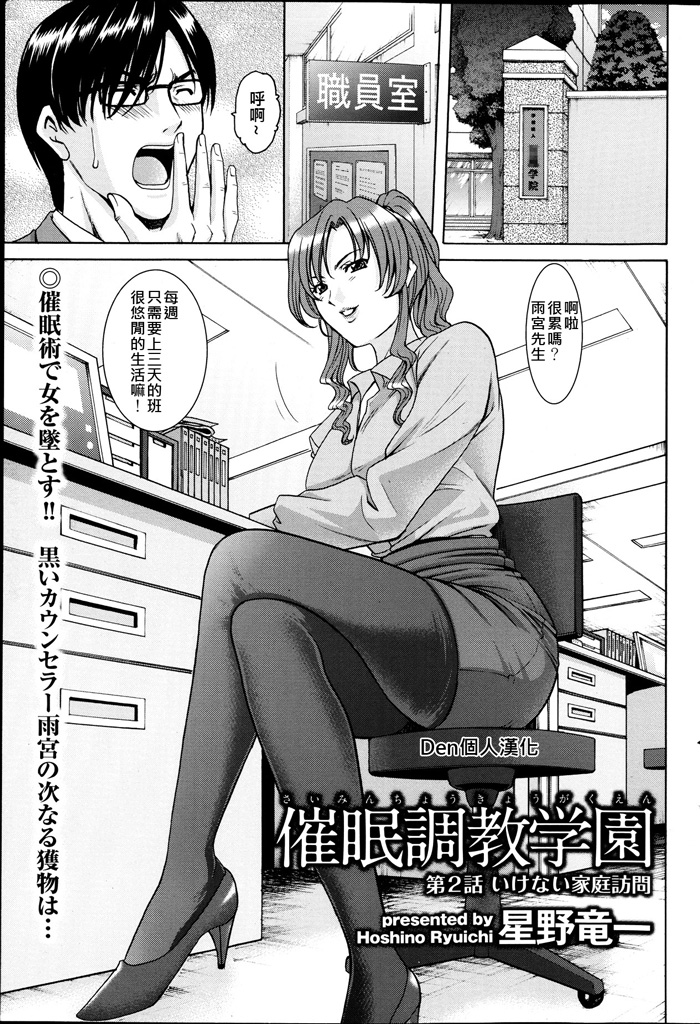 学院
職員室
呼啊~
啊啦
很累嗎？
雨宮先生
每週
只需要上三天的班
很悠閒的生活嘛！
◎催眠術で女を墜とす!!　黒いカウンセラー雨宮の次なる獲物は…
Den個人漢化
さいみんちょうきょうがくえん
催眠調教学園
第2話 いけない家庭訪問
presented by
Hoshino Ryuichi 星野竜一